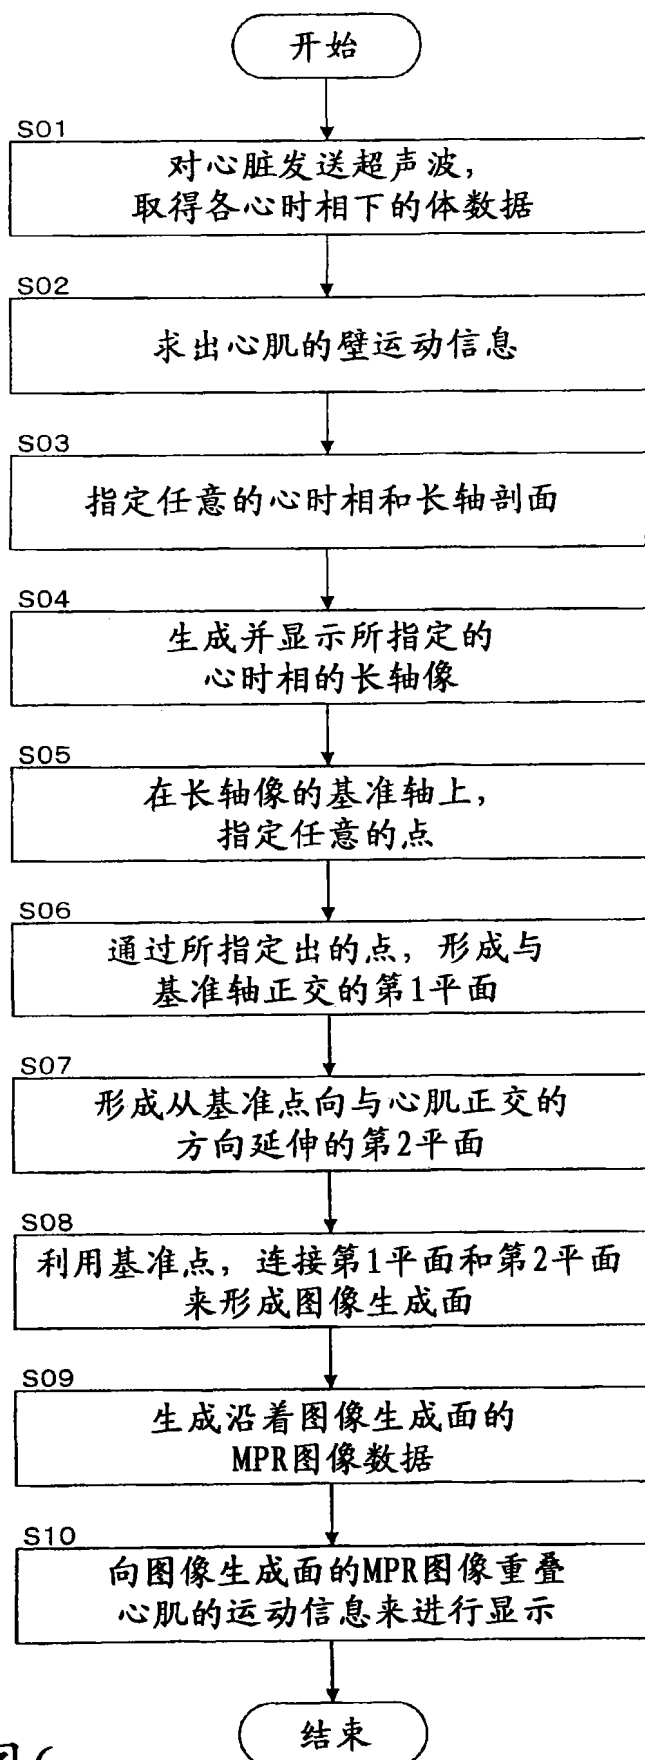 开始
S01
对心脏发送超声波，
取得各心时相下的体数据
S02
求出心肌的壁运动信息
S03
指定任意的心时相和长轴剖面
S04
生成并显示所指定的
心时相的长轴像
S05
在长轴像的基准轴上，
指定任意的点
S06
通过所指定出的点，形成与
基准轴正交的第1平面
S07
形成从基准点向与心肌正交的
方向延伸的第2平面
S08
利用基准点，连接第1平面和第2平面
来形成图像生成面
S09
生成沿着图像生成面的
MPR图像数据
S10
向图像生成面的MPR图像重叠
心肌的运动信息来进行显示
结束